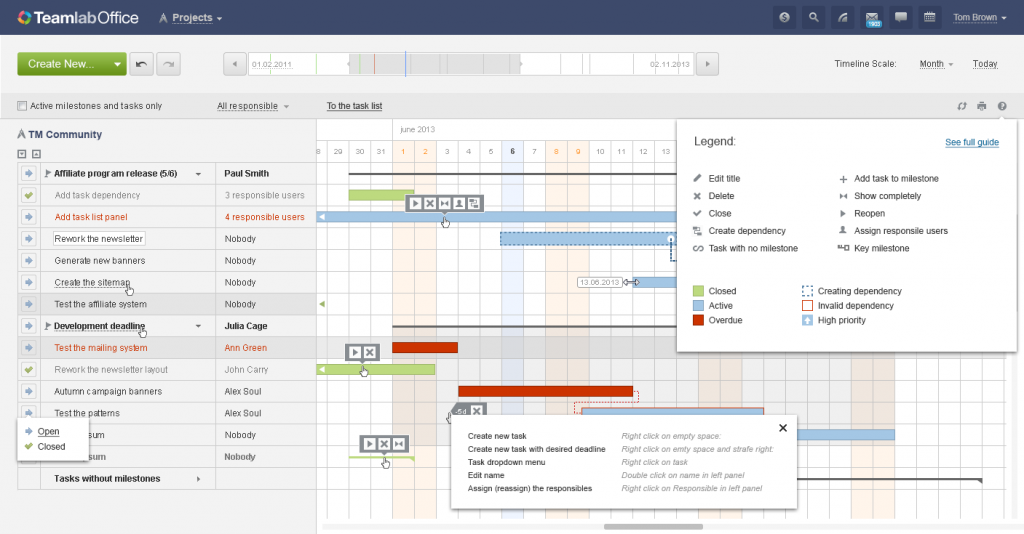 TeamlabOffice Projects 1903 Tom Brown
Create New... 01.02.2011 02.11.2013 Timeline Scale: Month Today
Active milestones and tasks only All responsible To the task list
TM Community
june 2013
8 29 30 31 1 2 3 4 5 6 7 8 9 10 11 12 13
Legend: See full guide
Edit title Add task to milestone
Delete Show completely
Close Reopen
Create dependency Assign responsile users
Task with no milestone Key milestone
Closed Creating dependency
Active Invalid dependency
Overdue High priority
Affiliate program release (5/6) Paul Smith
Add task dependency 3 responsible users
Add task list panel 4 responsible users
Rework the newsletter Nobody
Generate new banners Nobody
Create the sitemap Nobody 13.06.2013
Test the affiliate system Nobody
Development deadling Julia Cage
Test the mailing system Ann Green
Rework the newsletter layout John Carry
Autumn campaign banners Alex Soul
Test the patterns Alex Soul -5d
sum Nobody
sum Nobody
Tasks without milestones
Open
Closed
Create new task Right click on empty space:
Create new task with desired deadline Right click on emty space and strafe right:
Task dropdown menu Right click on task
Edit name Double click on name in left panel
Assign (reassign) the responsibles Right click on Responsible in left panel